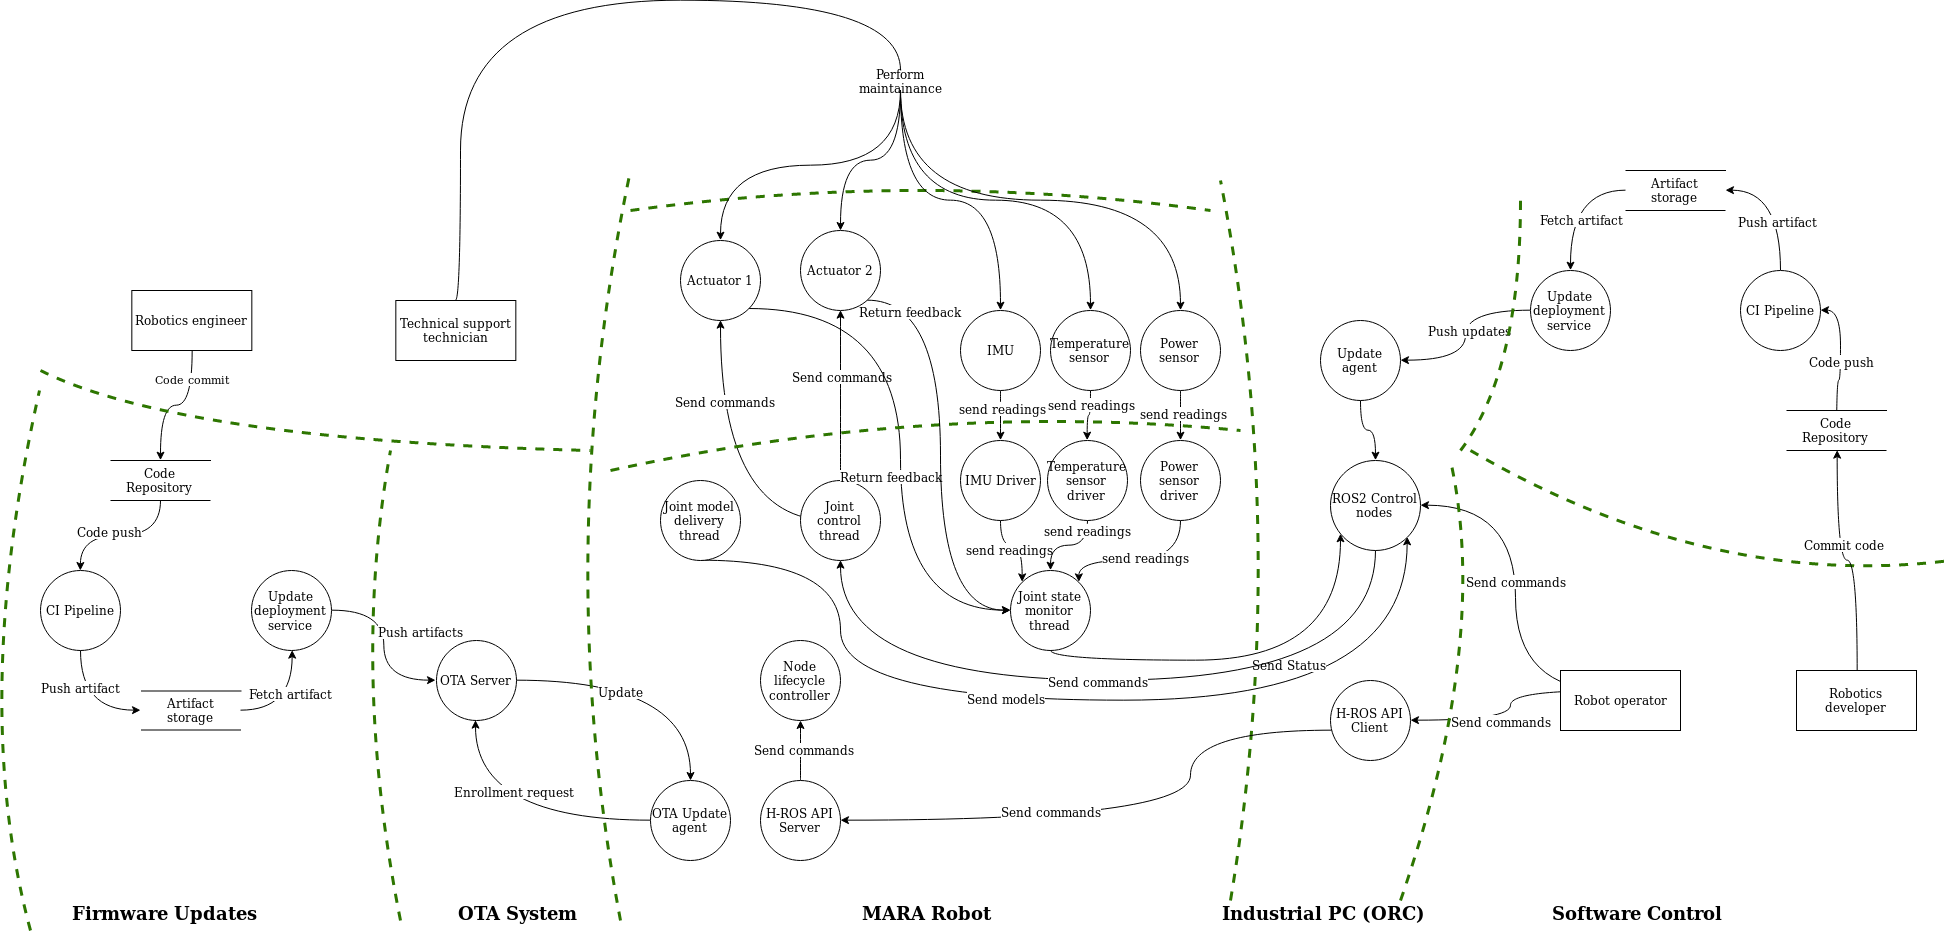 Perform
maintainance
Artifact
storage
Fetch artifact
Push artifact
Actuator 1
Actuator 2
Return feedback
Robotics engineer
Technical support
technician
IMU
Temperature
sensor
Power
sensor
Update
agent
Push updates
Update
deployment
service
CI Pipeline
Code push
Code commit
Send commands
Send commands
send readings
send readings
send readings
Code
Repository
Code
Repository
Return feedback
IMU Driver
Temperature
sensor
driver
Power
sensor
driver
ROS2 Control
nodes
Joint model
delivery
thread
Joint
control
thread
Code push
send readings
send readings
send readings
Commit code
CI Pipeline
Update
deployment
service
Joint state
monitor
thread
Send commands
Push artifacts
Push artifact
Fetch artifact
Artifact
storage
OTA Server
Update
Node
lifecycle
controller
Send Status
Send commands
Send models
H-ROS API
Client
Send commands
Robot operator
Robotics
developer
Send commands
Enrollment request
OTA Update
agent
H-ROS API
Server
Send commands
Firmware Updates
OTA System
MARA Robot
Industrial PC (ORC)
Software Control